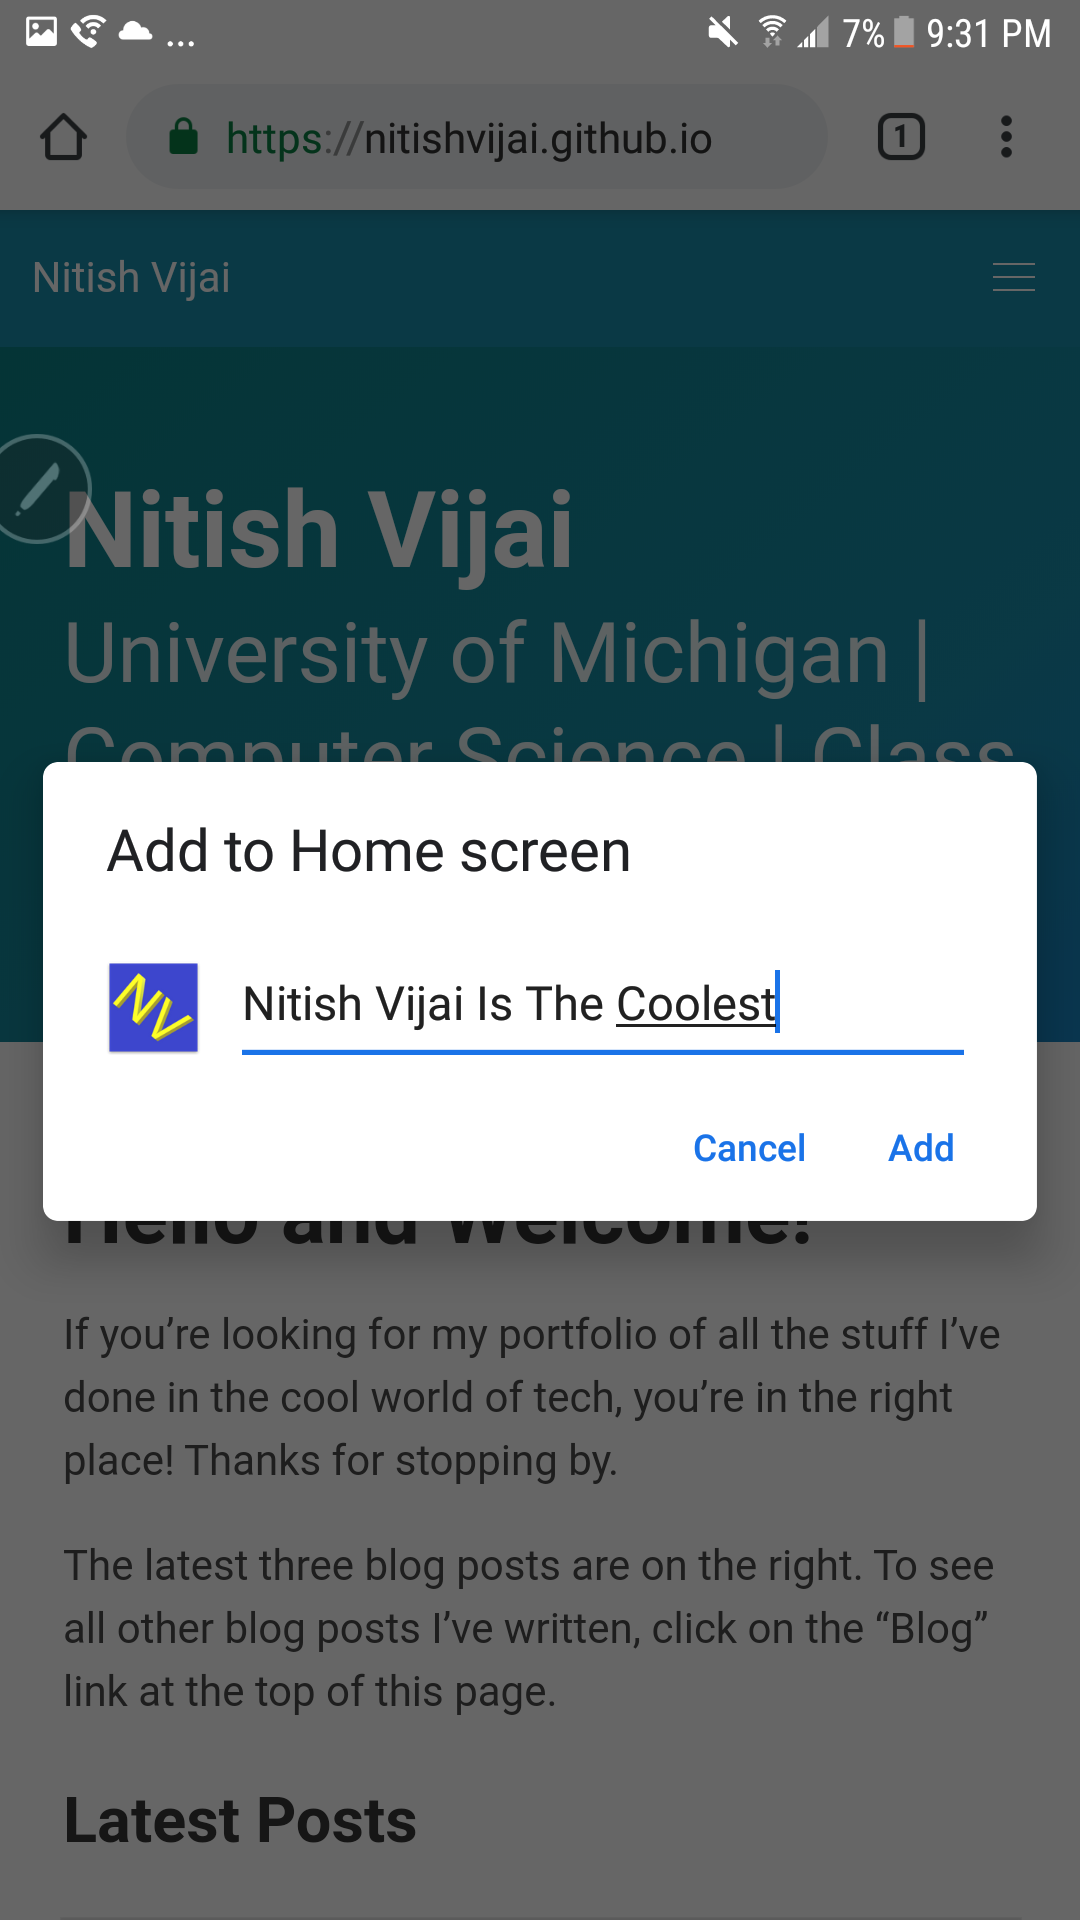 ... 7% 9:31 PM
https://nitishvijai.github.io 1
Nitish Vijai
Nitish Vijai
University of Michigan |
Computer Science | Class
Add to Home screen
NV Nitish Vijai Is The Coolest
Cancel Add
Hello and Welcome!
If you’re looking for my portfolio of all the stuff I’ve
done in the cool world of tech, you’re in the right
place! Thanks for stopping by.
The latest three blog posts are on the right. To see
all other blog posts I’ve written, click on the “Blog”
link at the top of this page.
Latest Posts